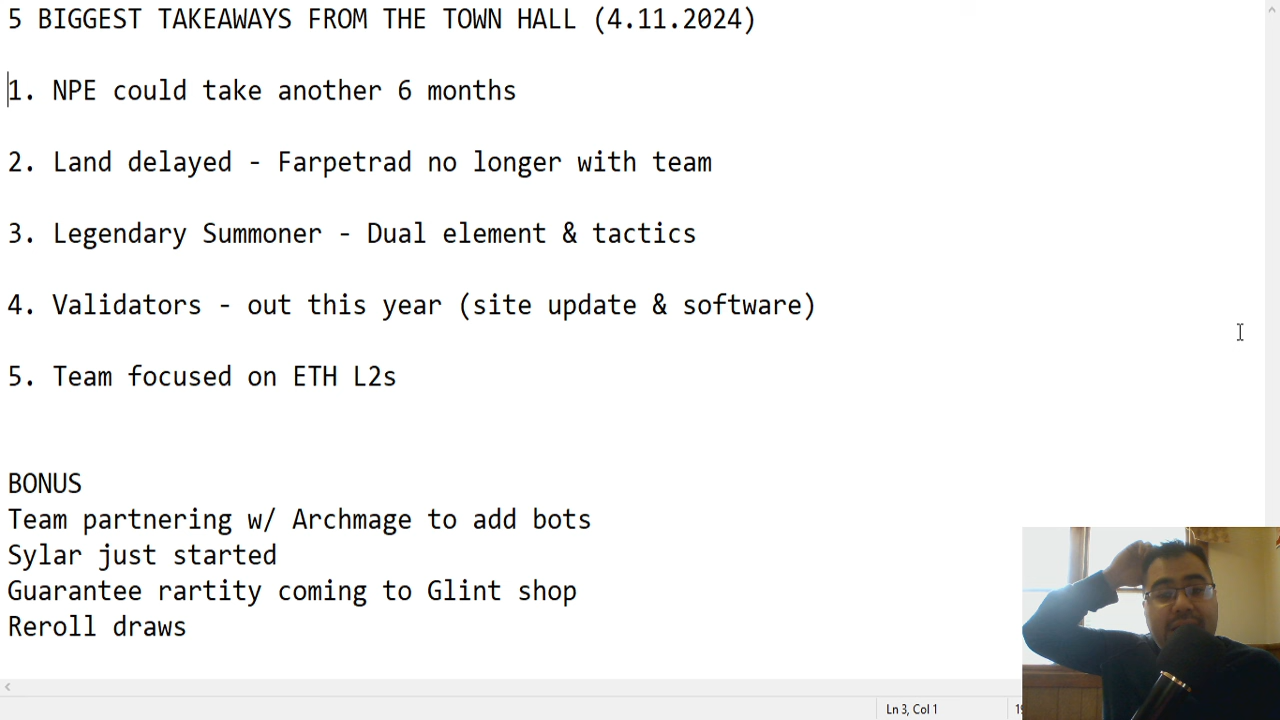 5 BIGGEST TAKEAWAYS FROM THE TOWN HALL (4.11.2024)
1. NPE could take another 6 months
2. Land delayed - Farpetrad no longer with team
3. Legendary Summoner - Dual element & tactics
4. Validators - out this year (site update & software)
5. Team focused on ETH L2s
BONUS
Team partnering w/ Archmage to add bots
Sylar just started
Guarantee rartity coming to Glint shop
Reroll draws
Ln 3, Col 1